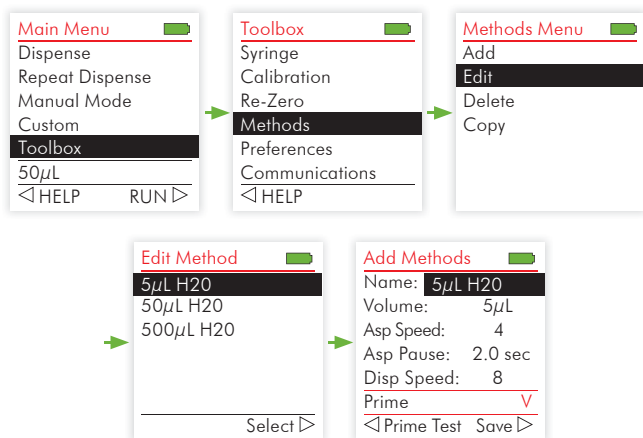 Main Menu
Dispense
Repeat Dispense
Manual Mode
Custom
Toolbox
50µL
◁ HELP RUN ▷
Toolbox
Syringe
Calibration
Re-Zero
Methods
Preferences
Communications
◁ HELP
Methods Menu
Add
Edit
Delete
Copy
Edit Method
5µL H20
50µL H20
500µL H20
Select ▷
Add Methods
Name: 5µL H20
Volume: 5µL
Asp Speed: 4
Asp Pause: 2.0 sec
Disp Speed: 8
Prime V
◁ Prime Test Save ▷